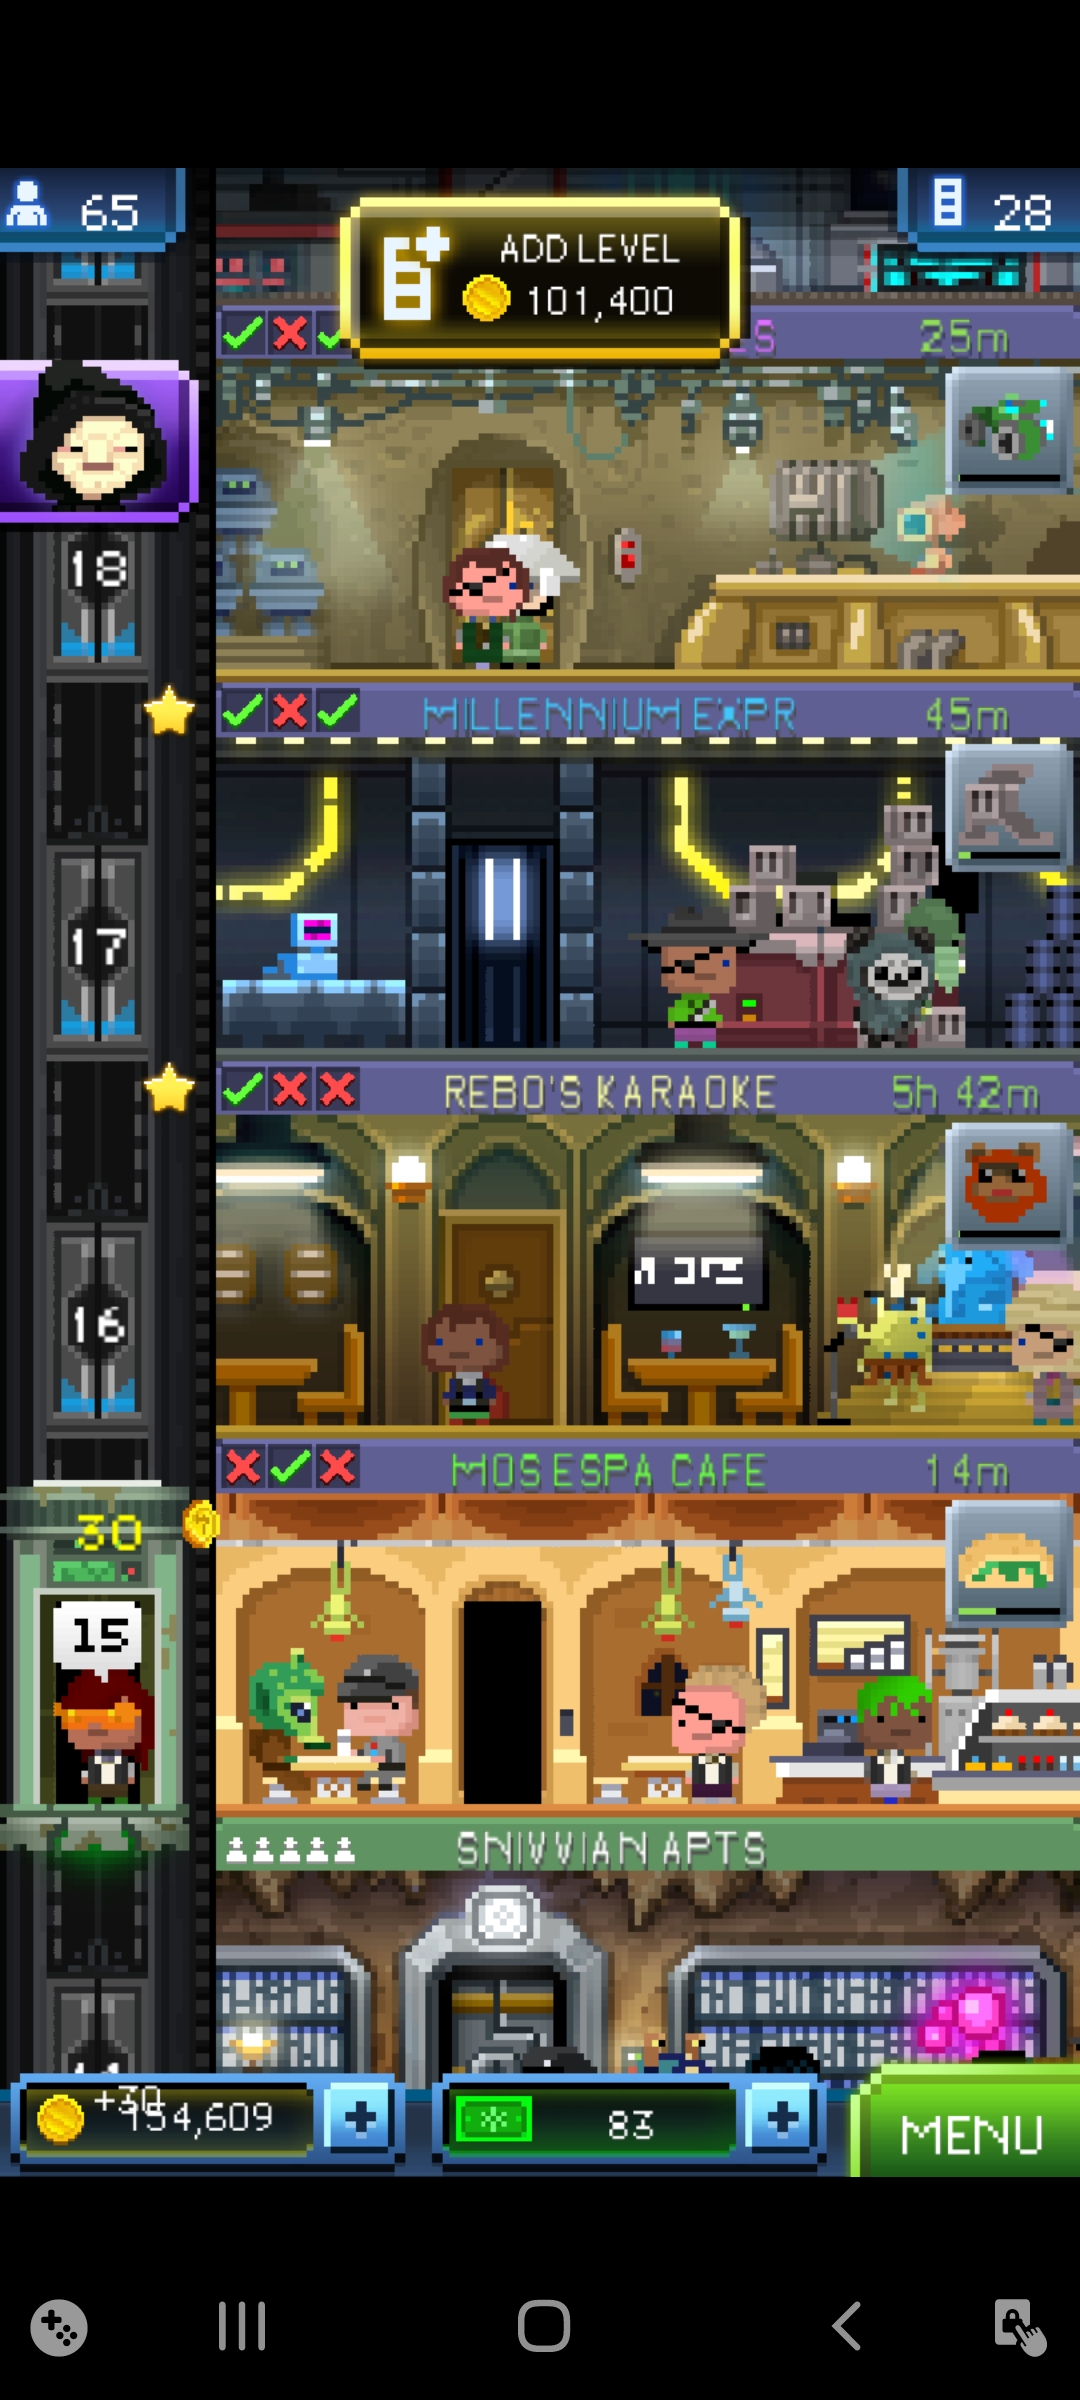 65
28
ADD LEVEL
101,400
25m
18
MILLENNIUM EXPR
45m
17
REBO'S KARAOKE
5h 42m
16
MOS ESPA CAFE
14m
30
15
SNIVVIAN APTS
+30
154,609
83
MENU